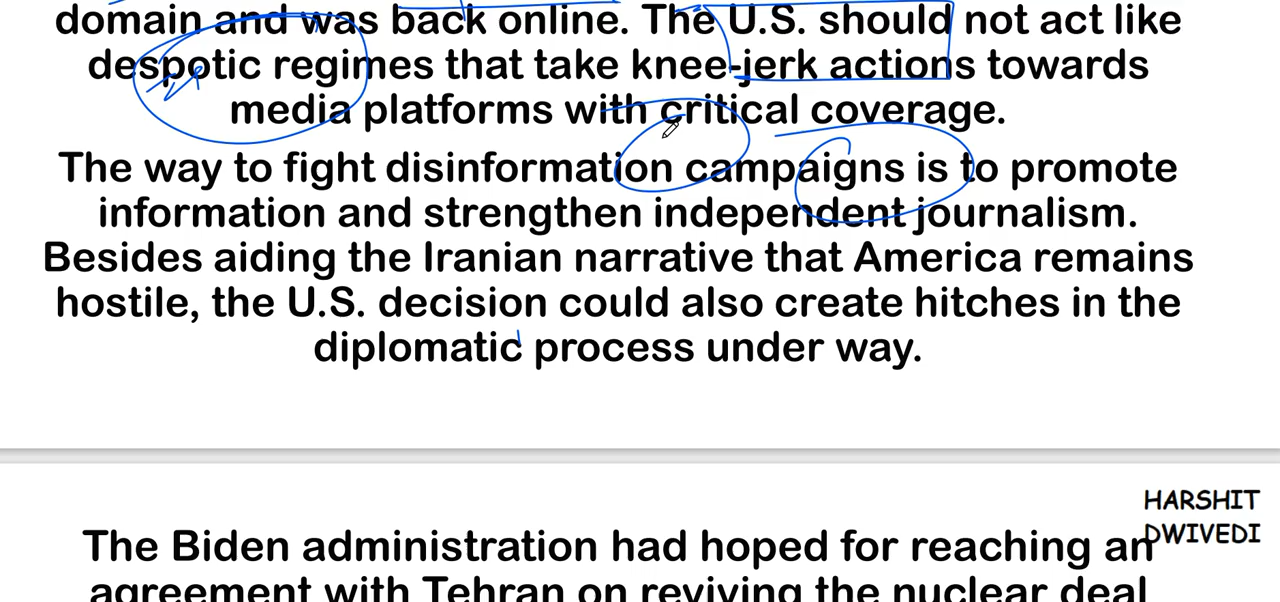 domain and was back online. The U.S. should not act like
despotic regimes that take knee-jerk actions towards
media platforms with critical coverage.
The way to fight disinformation campaigns is to promote
information and strengthen independent journalism.
Besides aiding the Iranian narrative that America remains
hostile, the U.S. decision could also create hitches in the
diplomatic process under way.
HARSHIT
DWIVEDI
The Biden administration had hoped for reaching an
agreement with Tehran on reviving the nuclear deal